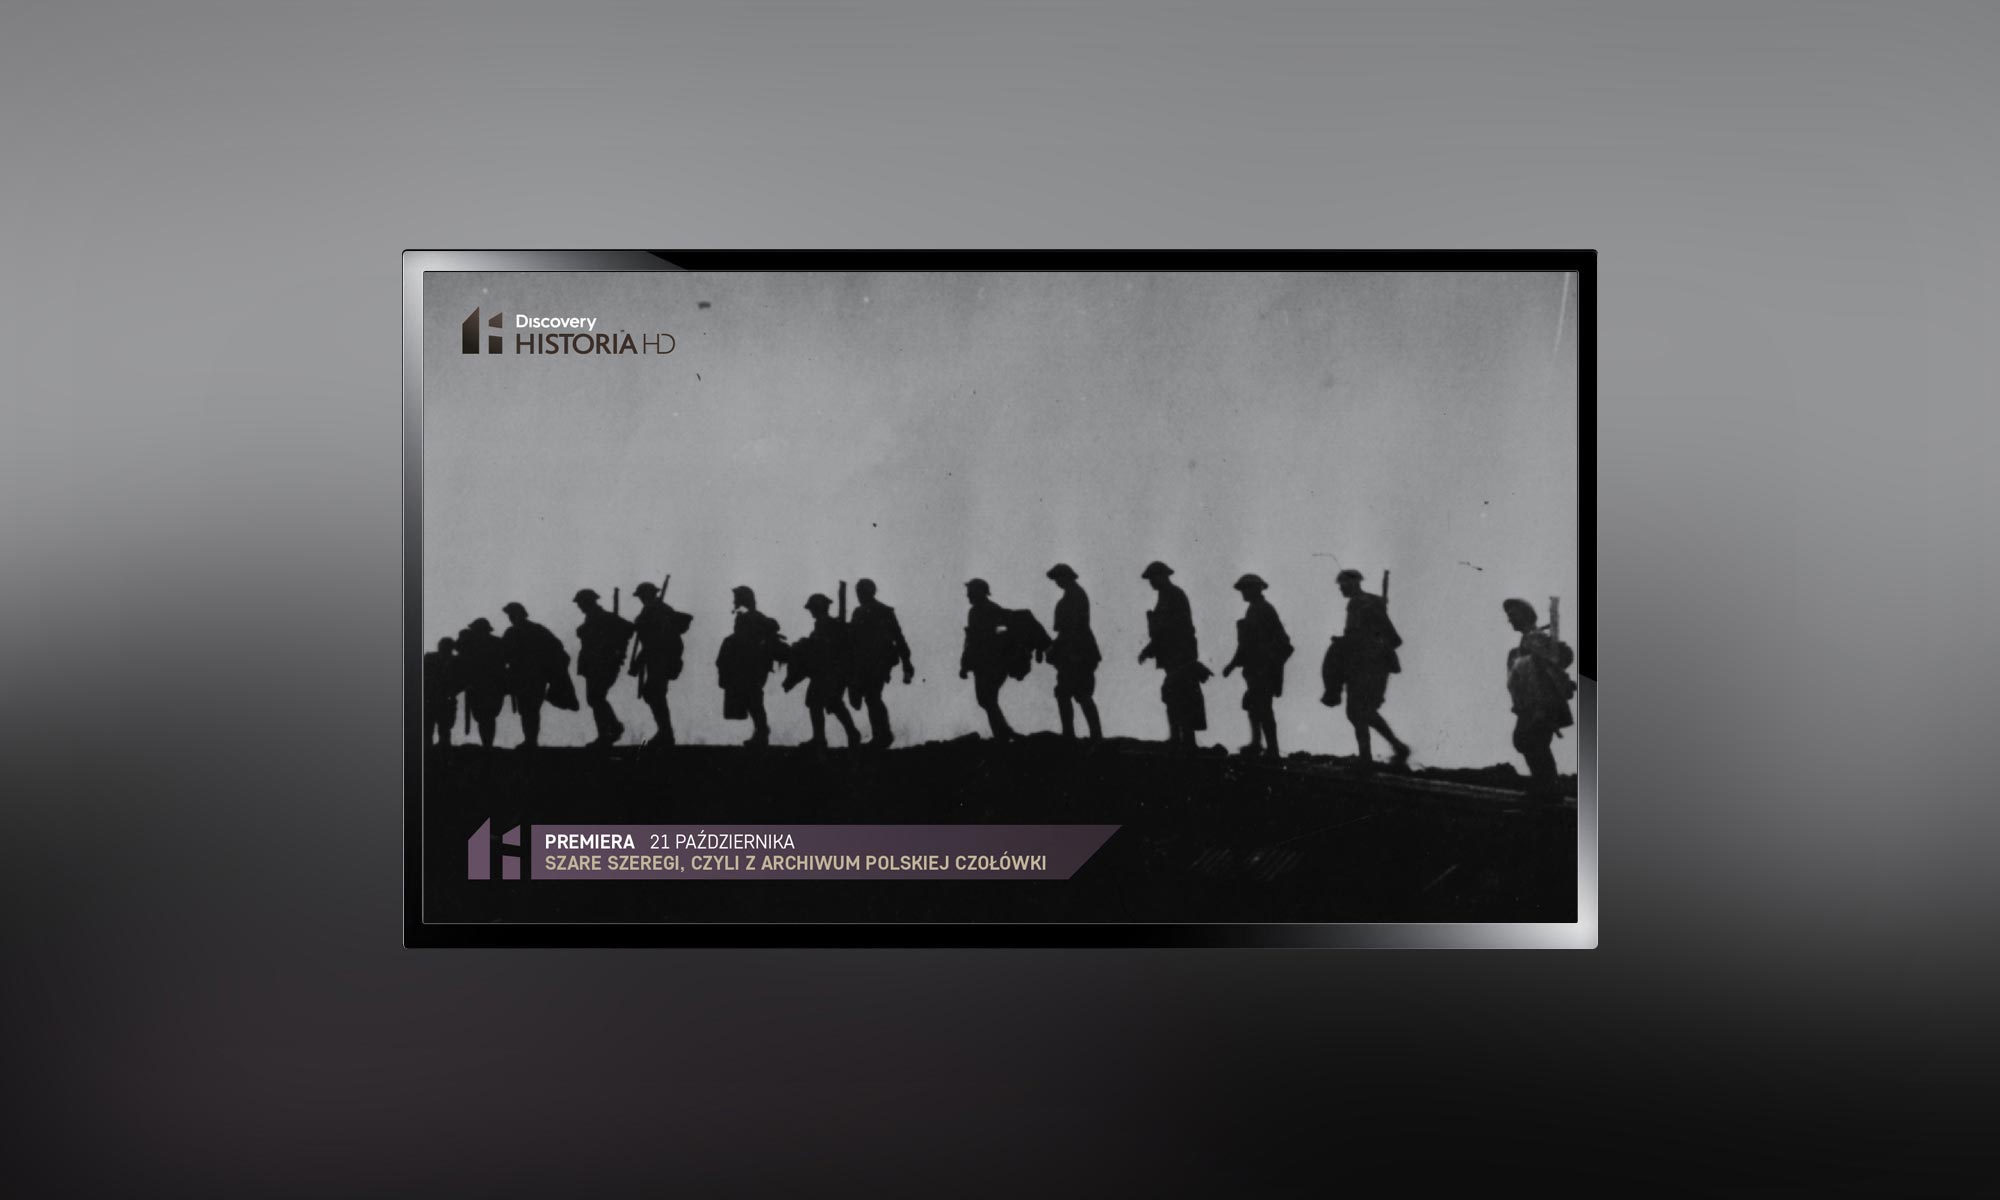 Discovery
HISTORIA HD
PREMIERA 21 PAŹDZIERNIKA
SZARE SZEREGI, CZYLI Z ARCHIWUM POLSKIEJ CZOŁÓWKI